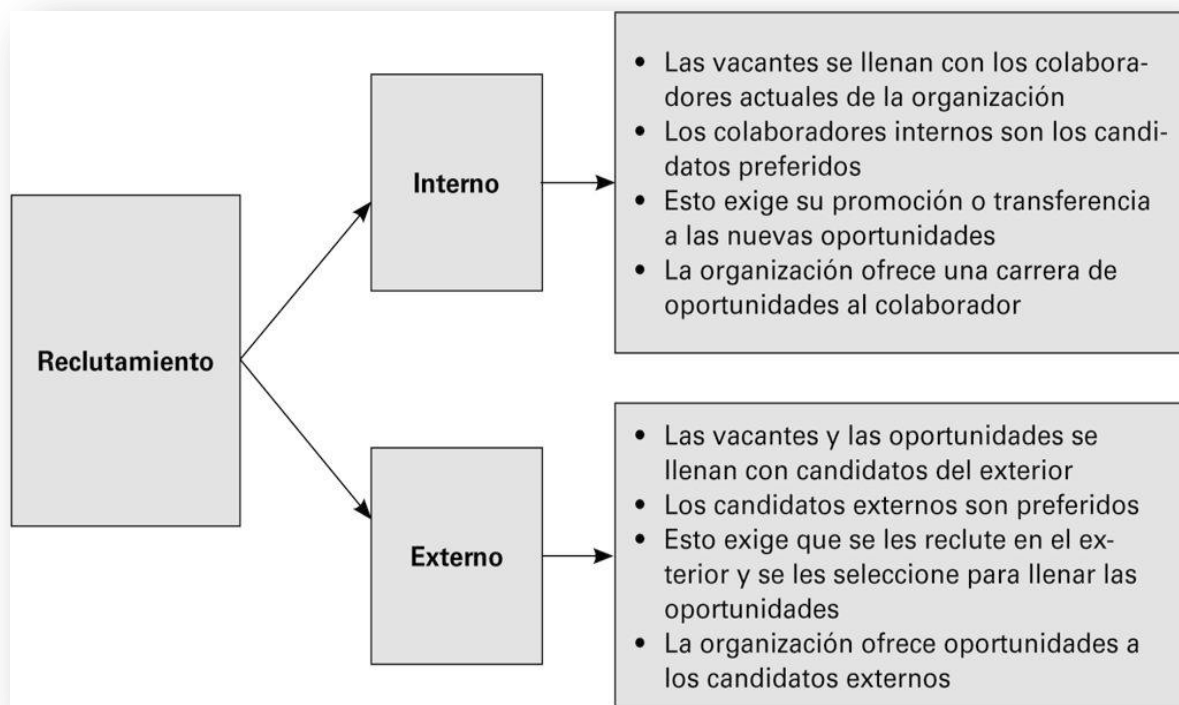 Reclutamiento
Interno
• Las vacantes se llenan con los colabora-
dores actuales de la organización
• Los colaboradores internos son los candi-
datos preferidos
• Esto exige su promoción o transferencia
a las nuevas oportunidades
• La organización ofrece una carrera de
oportunidades al colaborador
Externo
• Las vacantes y las oportunidades se
llenan con candidatos del exterior
• Los candidatos externos son preferidos
• Esto exige que se les reclute en el ex-
terior y se les seleccione para llenar las
oportunidades
• La organización ofrece oportunidades a
los candidatos externos